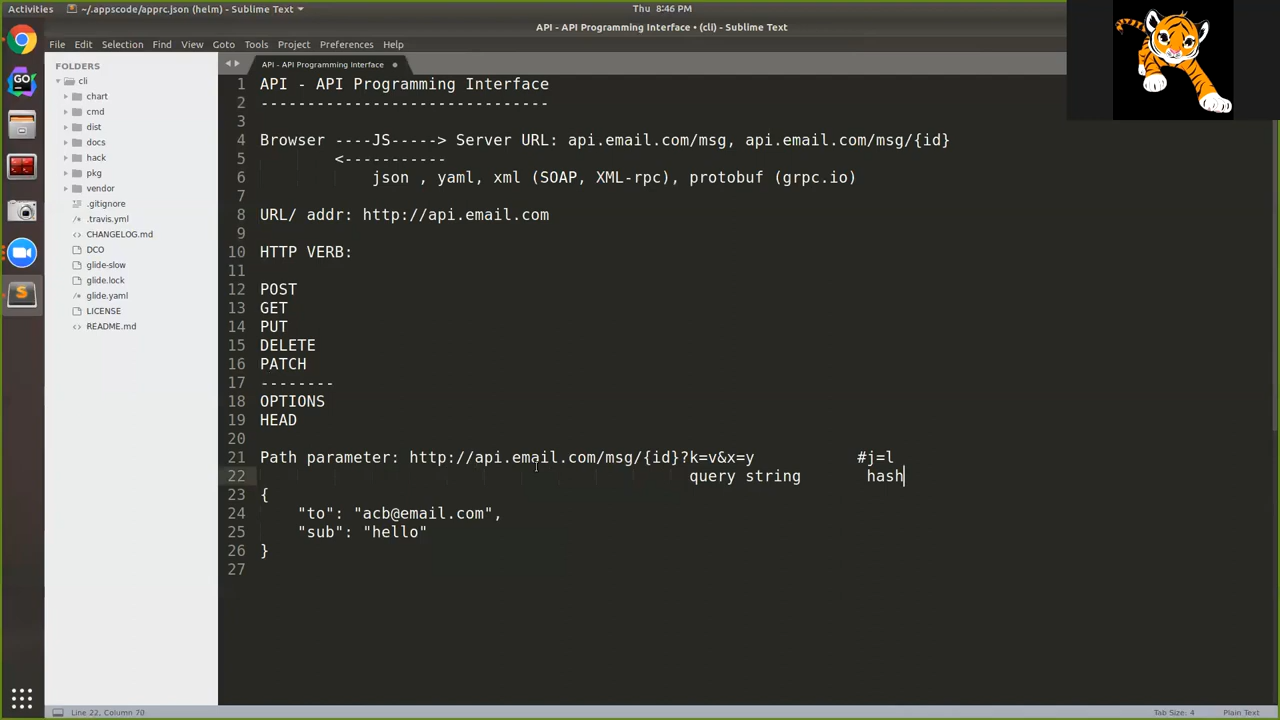 Activities
~/.appscode/apprc.json (helm) - Sublime Text
Thu 8:46 PM
API - API Programming Interface • (cli) - Sublime Text
File Edit Selection Find View Goto Tools Project Preferences Help
FOLDERS
cli
chart
cmd
dist
docs
hack
pkg
vendor
.gitignore
.travis.yml
CHANGELOG.md
DCO
glide-slow
glide.lock
glide.yaml
LICENSE
README.md
GO
S
API - API Programming Interface
1 API - API Programming Interface
2 -------------------------------
3
4 Browser ----JS-----> Server URL: api.email.com/msg, api.email.com/msg/{id}
5 <-----------
6 json , yaml, xml (SOAP, XML-rpc), protobuf (grpc.io)
7
8 URL/ addr: http://api.email.com
9
10 HTTP VERB:
11
12 POST
13 GET
14 PUT
15 DELETE
16 PATCH
17 --------
18 OPTIONS
19 HEAD
20
21 Path parameter: http://api.email.com/msg/{id}?k=v&x=y #j=l
22 query string hash
23 {
24 "to": "acb@email.com",
25 "sub": "hello"
26 }
27
Line 22, Column 70
Tab Size: 4
Plain Text